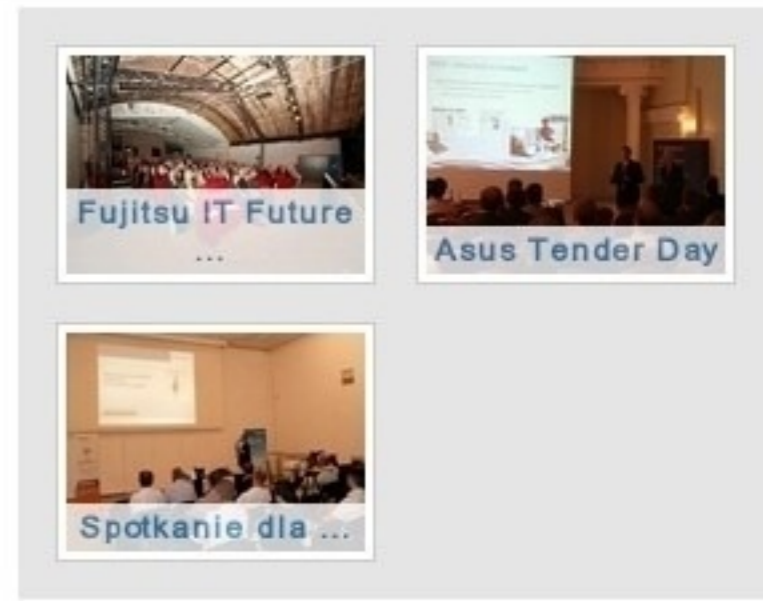 Fujitsu IT Future
...
Asus Tender Day
Spotkanie dla ...